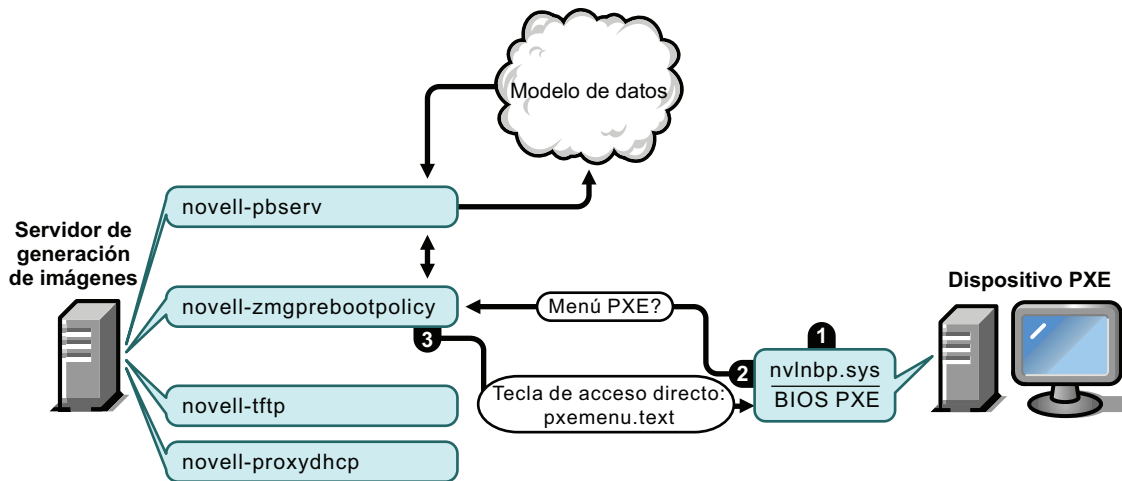 Modelo de datos
novell-pbserv
Servidor de
generación
de imágenes
Dispositivo PXE
novell-zmgprebootpolicy
Menú PXE?
3
1
2
nvlnbp.sys
BIOS PXE
Tecla de acceso directo:
pxemenu.text
novell-tftp
novell-proxydhcp